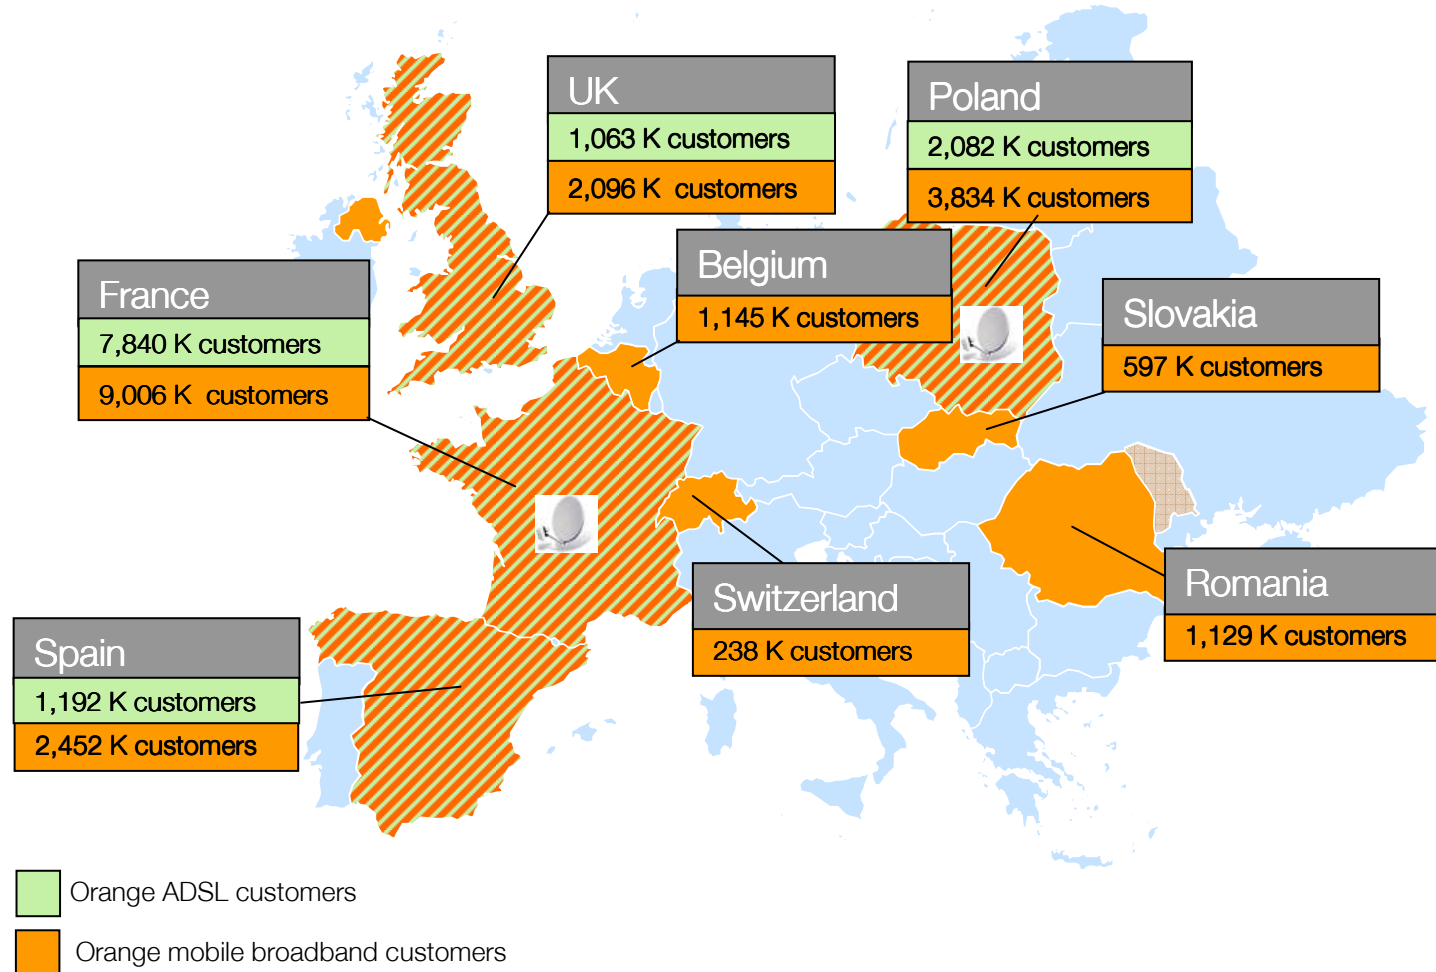 UK
1,063 K customers
2,096 K customers
Poland
2,082 K customers
3,834 K customers
Belgium
1,145 K customers
France
7,840 K customers
9,006 K customers
Slovakia
597 K customers
Switzerland
238 K customers
Romania
1,129 K customers
Spain
1,192 K customers
2,452 K customers
Orange ADSL customers
Orange mobile broadband customers